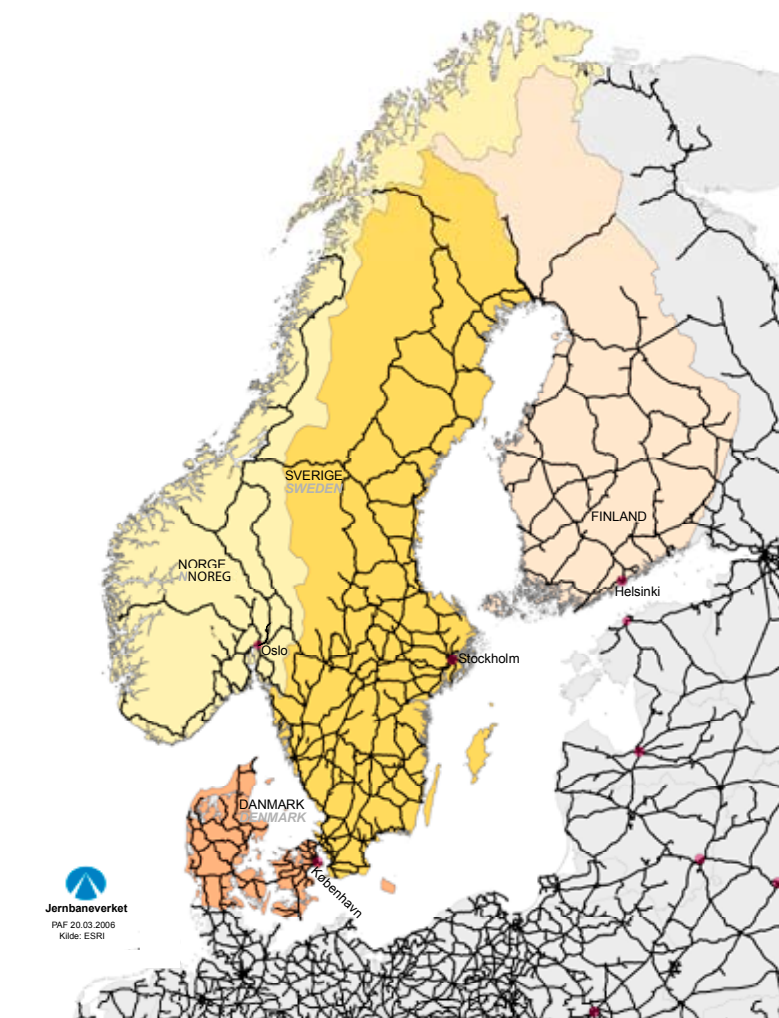 SVERIGE
SWEDEN
FINLAND
NORGE
NOREG
Helsinki
Oslo
Stockholm
DANMARK
DENMARK
København
Jernbaneverket
PAF 20.03.2006
Kilde: ESRI